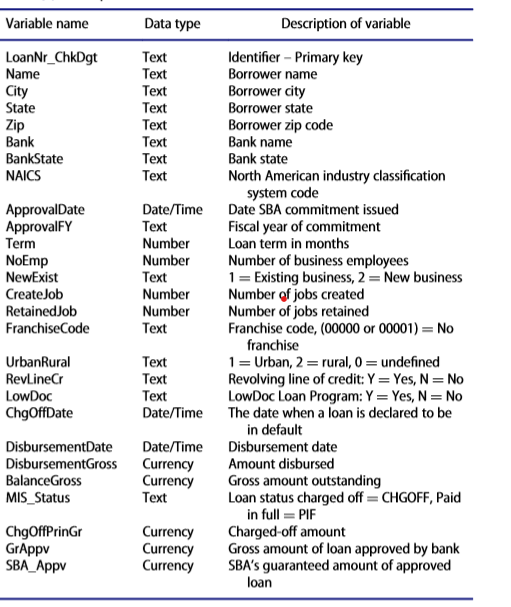 Variable name Data type Description of variable
LoanNr_ChkDgt Text Identifier – Primary key
Name Text Borrower name
City Text Borrower city
State Text Borrower state
Zip Text Borrower zip code
Bank Text Bank name
BankState Text Bank state
NAICS Text North American industry classification
system code
ApprovalDate Date/Time Date SBA commitment issued
ApprovalFY Text Fiscal year of commitment
Term Number Loan term in months
NoEmp Number Number of business employees
NewExist Text 1 = Existing business, 2 = New business
CreateJob Number Number of jobs created
RetainedJob Number Number of jobs retained
FranchiseCode Text Franchise code, (00000 or 00001) = No
franchise
UrbanRural Text 1 = Urban, 2 = rural, 0 = undefined
RevLineCr Text Revolving line of credit: Y = Yes, N = No
LowDoc Text LowDoc Loan Program: Y = Yes, N = No
ChgOffDate Date/Time The date when a loan is declared to be
in default
DisbursementDate Date/Time Disbursement date
DisbursementGross Currency Amount disbursed
BalanceGross Currency Gross amount outstanding
MIS_Status Text Loan status charged off = CHGOFF, Paid
in full = PIF
ChgOffPrinGr Currency Charged-off amount
GrAppv Currency Gross amount of loan approved by bank
SBA_Appv Currency SBA's guaranteed amount of approved
loan